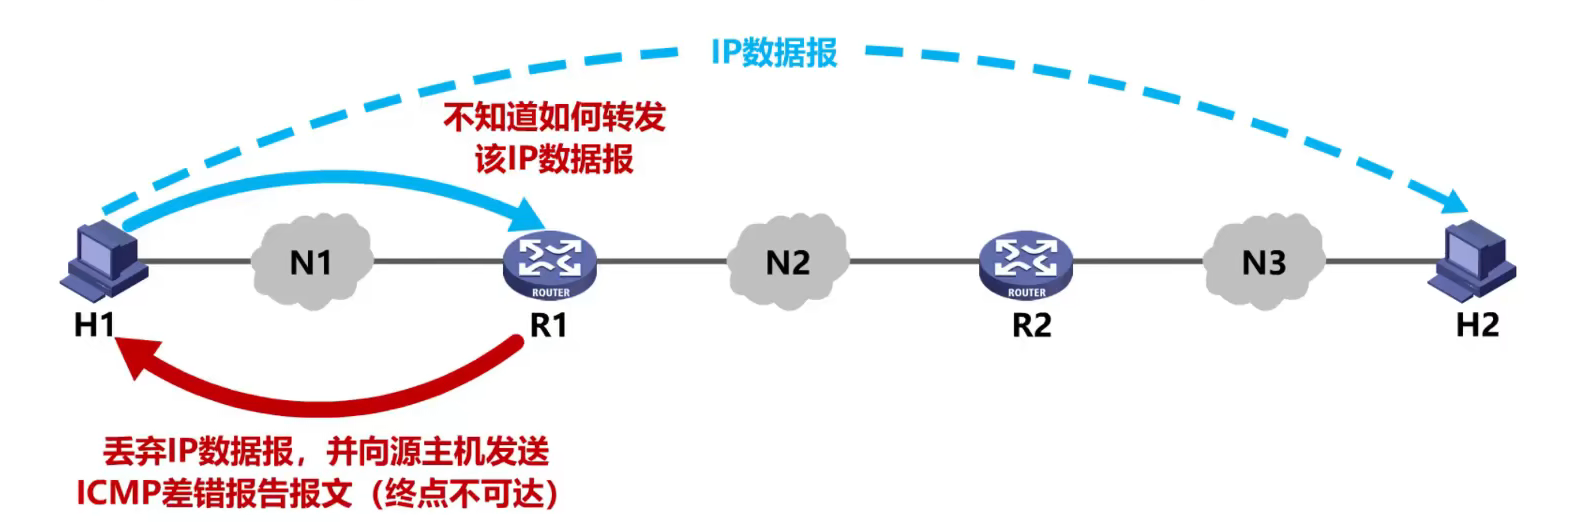 IP数据报
不知道如何转发
该IP数据报
N1
N2
N3
ROUTER
ROUTER
H1
R1
R2
H2
丢弃IP数据报，并向源主机发送
ICMP差错报告报文（终点不可达）